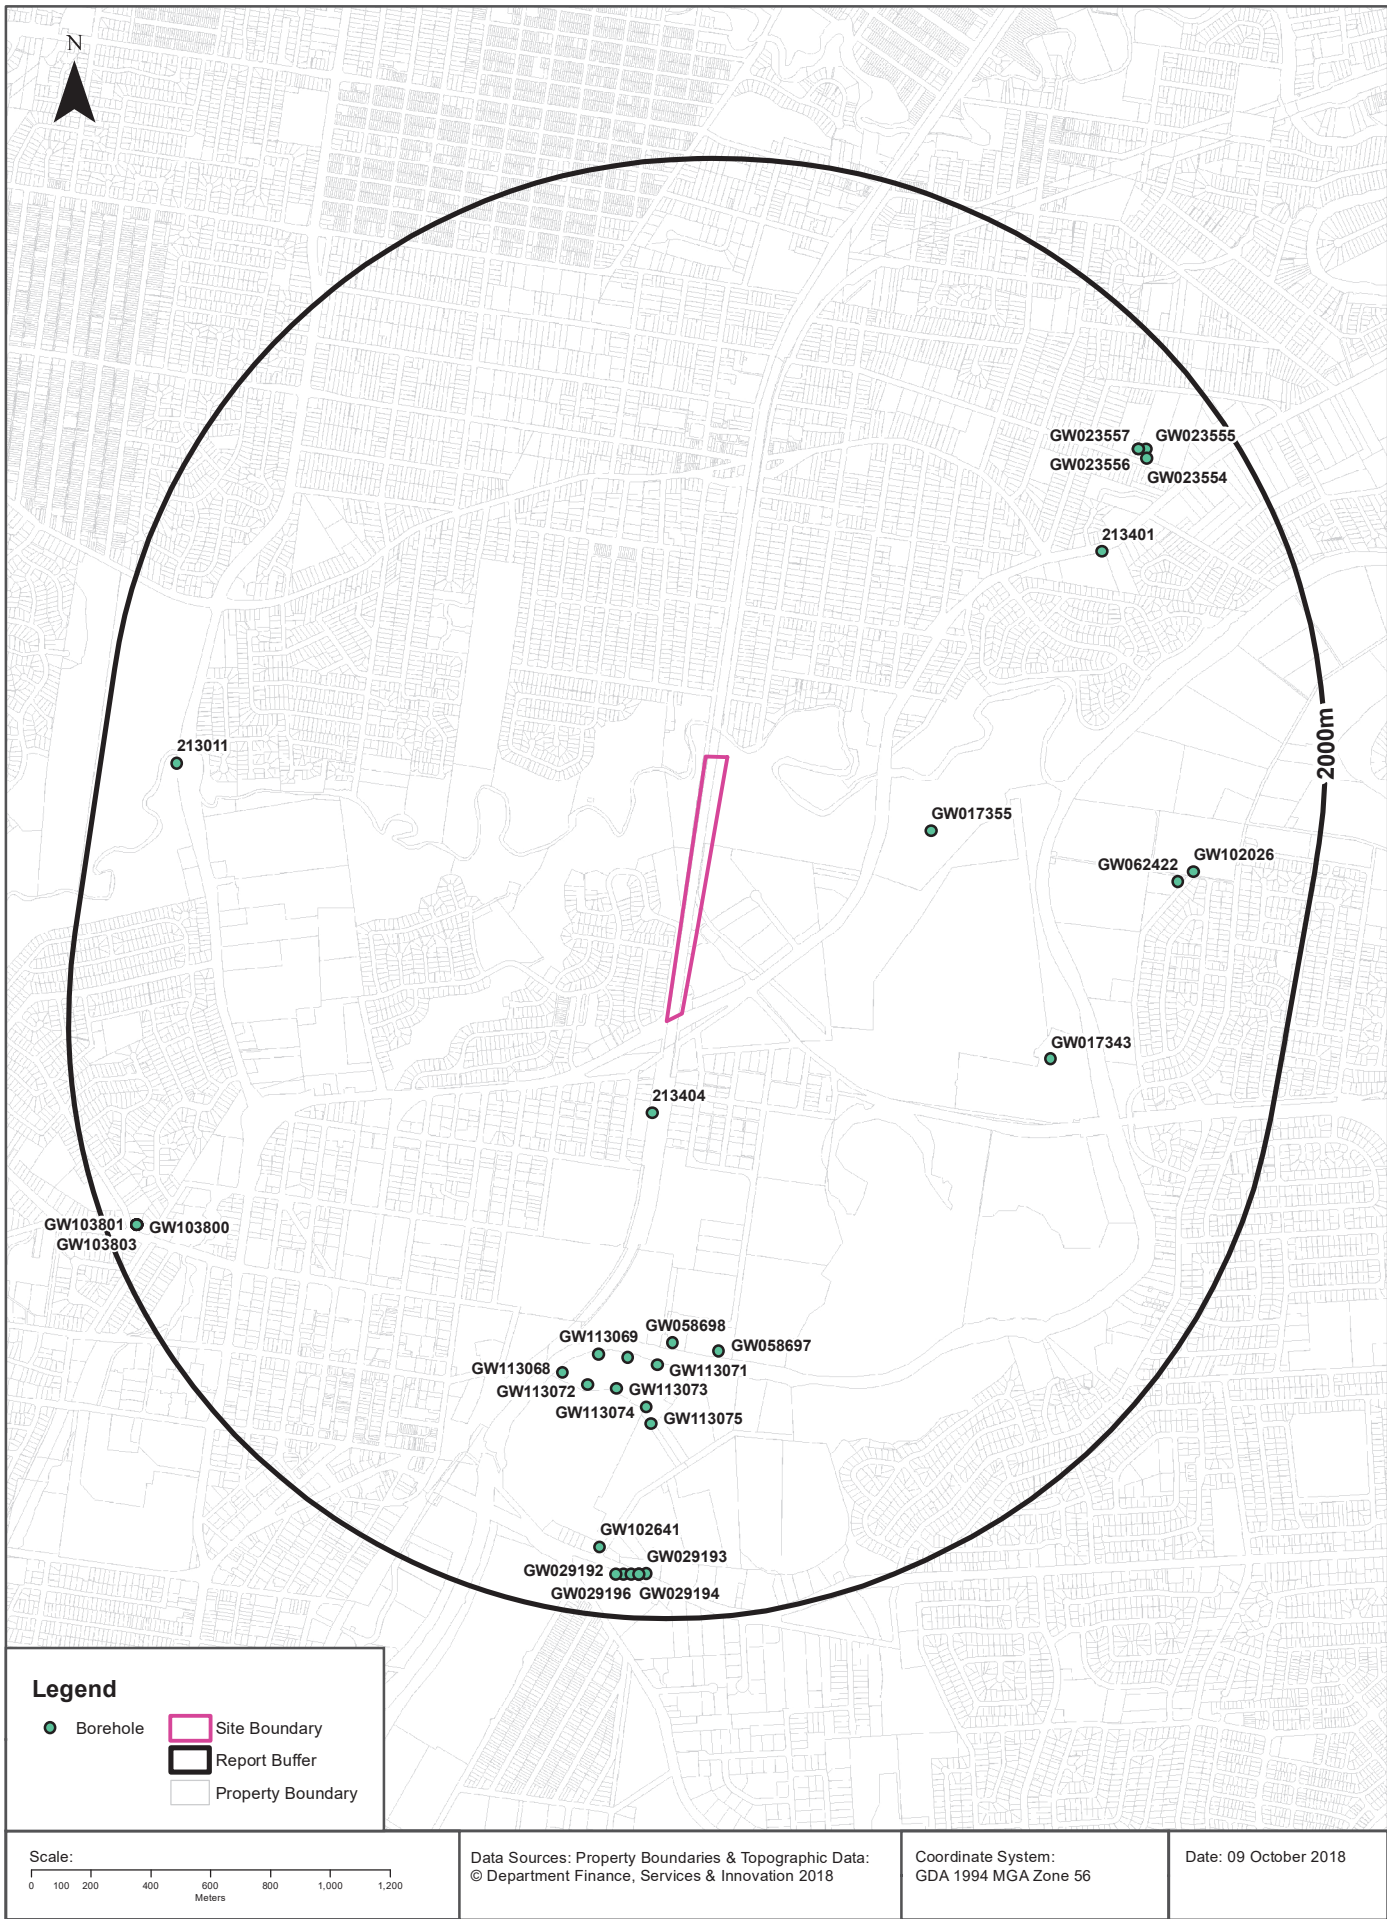 N
GW023557
GW023555
GW023556
GW023554
213401
213011
2000m
GW017355
GW102026
GW062422
GW017343
213404
GW103801
GW103800
GW103803
GW058698
GW113069
GW058697
GW113068
GW113071
GW113072
GW113073
GW113074
GW113075
GW102641
GW029193
GW029192
GW029196
GW029194
Legend
Borehole
Site Boundary
Report Buffer
Property Boundary
Scale:
0 100 200 400 600 800 1,000 1,200
Meters
Data Sources: Property Boundaries & Topographic Data:
© Department Finance, Services & Innovation 2018
Coordinate System:
GDA 1994 MGA Zone 56
Date: 09 October 2018